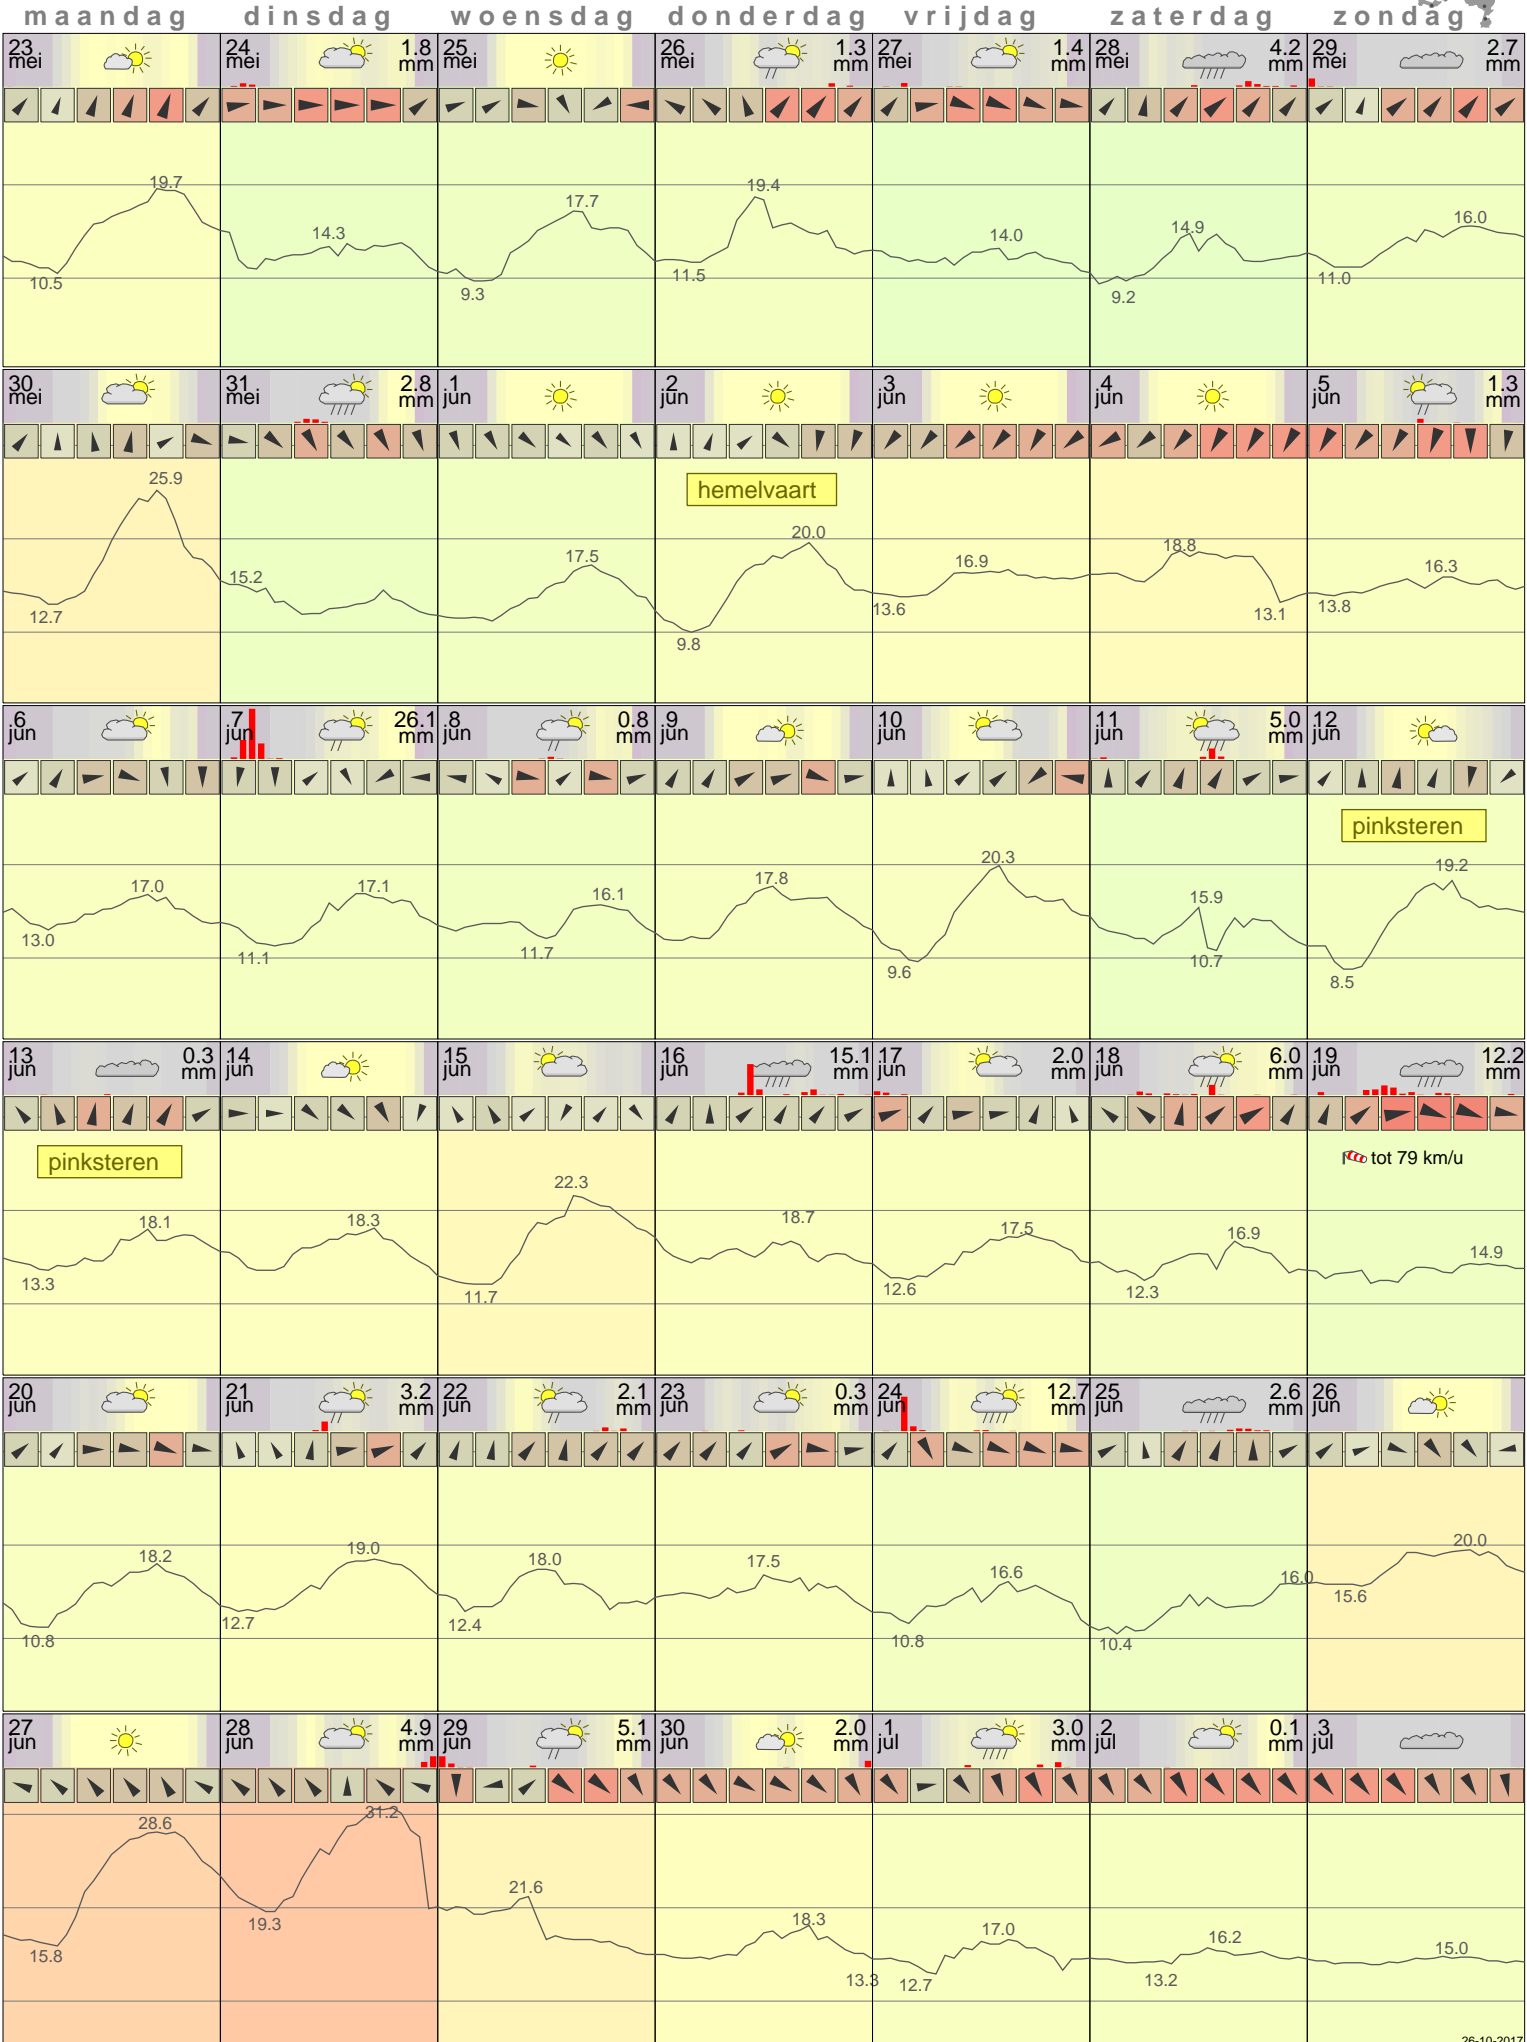 maandag dinsdag woensdag donderdag vrijdag zaterdag zondag
23 mei
24 mei 1.8 mm
25 mei
26 mei 1.3 mm
27 mei 1.4 mm
28 mei 4.2 mm
29 mei 2.7 mm
19.7 10.5
14.3
17.7 9.3
19.4 11.5
14.0
14.9 9.2
16.0 11.0
30 mei
31 mei 2.8 mm
.1 jun
.2 jun
.3 jun
.4 jun
.5 jun 1.3 mm
hemelvaart
25.9 12.7
15.2
17.5
20.0 9.8
16.9 13.6
18.8 13.1
16.3 13.8
.6 jun
.7 jun 26.1 mm
.8 jun 0.8 mm
.9 jun
10 jun
11 jun 5.0 mm
12 jun
pinksteren
17.0 13.0
17.1 11.1
16.1 11.7
17.8
20.3 9.6
15.9 10.7
19.2 8.5
13 jun 0.3 mm
14 jun
15 jun
16 jun 15.1 mm
17 jun 2.0 mm
18 jun 6.0 mm
19 jun 12.2 mm
pinksteren
tot 79 km/u
18.1 13.3
18.3
22.3 11.7
18.7
17.5 12.6
16.9 12.3
14.9
20 jun
21 jun 3.2 mm
22 jun 2.1 mm
23 jun 0.3 mm
24 jun 12.7 mm
25 jun 2.6 mm
26 jun
18.2 10.8
19.0 12.7
18.0 12.4
17.5
16.6 10.8
16.0 10.4
20.0 15.6
27 jun
28 jun 4.9 mm
29 jun 5.1 mm
30 jun 2.0 mm
.1 jul 3.0 mm
.2 jul 0.1 mm
.3 jul
28.6 15.8
31.2 19.3
21.6
18.3 13.3
17.0 12.7
16.2 13.2
15.0
26-10-2017